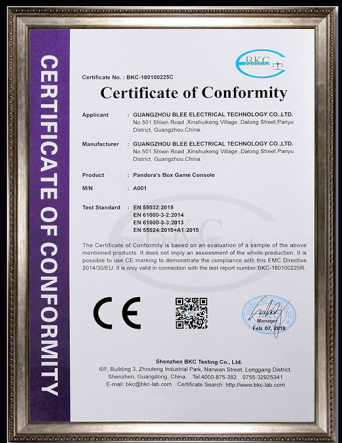 BKC
Certificate No. : BKC-180100225C
Certificate of Conformity
CERTIFICATE OF CONFORMITY
Applicant : GUANGZHOU BLEE ELECTRICAL TECHNOLOGY CO.,LTD.
No.501 Shixin Road ,Xinshuikeng Village ,Dalong Street,Panyu
District, Guangzhou,China.
Manufacturer : GUANGZHOU BLEE ELECTRICAL TECHNOLOGY CO.,LTD.
No.501 Shixin Road ,Xinshuikeng Village ,Dalong Street,Panyu
District, Guangzhou,China.
Product : Pandora's Box Game Console
M/N : A001
Test Standard : EN 55032:2015
EN 61000-3-2:2014
EN 61000-3-3:2013
EN 55024:2010+A1:2015
The Certificate of Conformity is based on an evaluation of a sample of the above
mentioned products. It does not imply an assessment of the whole production. It is
possible to use CE marking to demonstrate the compliance with this EMC Directive
2014/30/EU. It is only valid in connection with the test report number BKC-180100225R.
CE
Manager
Feb. 07, 2018
Shenzhen BKC Testing Co., Ltd.
6/F, Building 3, Zhouteng Industrial Park, Nanwan Street, Longgang District,
Shenzhen, Guangdong, China. Tel:4000-875-382 0755-32925341
E-mail: bkc@bkc-lab.com Certificate Search: http://www.bkc-lab.com